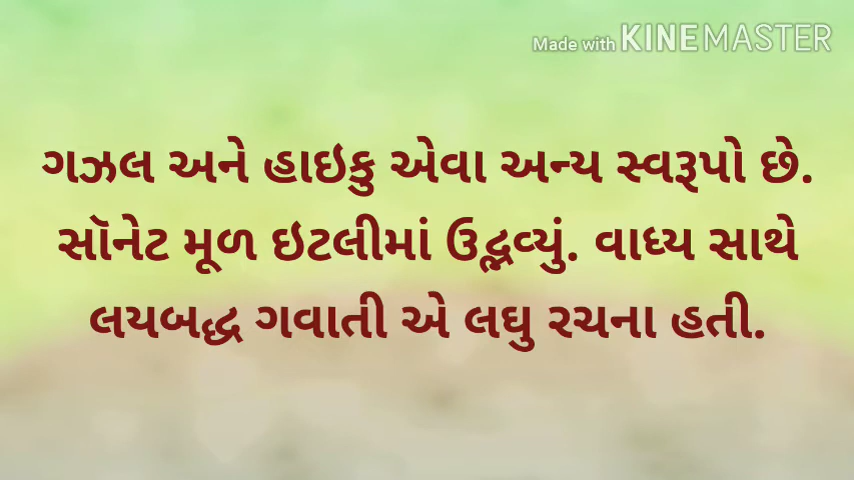 Made with KINEMASTER
ગઝલ અને હાઇકુ એવા અન્ય સ્વરૂપો છે.
સૉનેટ મૂળ ઇટલીમાં ઉદ્ભવ્યું. વાધ્ય સાથે
લયબદ્ધ ગવાતી એ લઘુ રચના હતી.